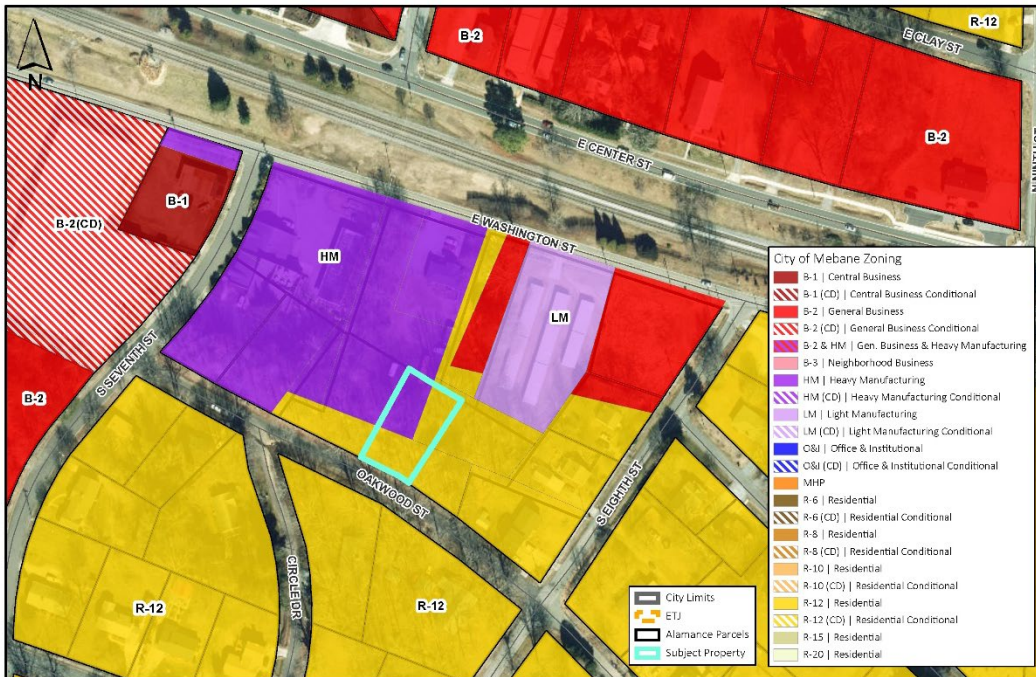 E CLAY ST
R-12
B-2
N
E CENTER ST
B-2
B-1
B-2(CD)
E WASHINGTON ST
HM
LM
S SEVENTH ST
B-2
OAKWOOD ST
S EIGHTH ST
CIRCLE DR
R-12
R-12
City of Mebane Zoning
B-1 | Central Business
B-1 (CD) | Central Business Conditional
B-2 | General Business
B-2 (CD) | General Business Conditional
B-2 & HM | Gen. Business & Heavy Manufacturing
B-3 | Neighborhood Business
HM | Heavy Manufacturing
HM (CD) | Heavy Manufacturing Conditional
LM | Light Manufacturing
LM (CD) | Light Manufacturing Conditional
O&I | Office & Institutional
O&I (CD) | Office & Institutional Conditional
MHP
R-6 | Residential
R-6 (CD) | Residential Conditional
R-8 | Residential
R-8 (CD) | Residential Conditional
R-10 | Residential
R-10 (CD) | Residential Conditional
R-12 | Residential
R-12 (CD) | Residential Conditional
R-15 | Residential
R-20 | Residential
City Limits
ETJ
Alamance Parcels
Subject Property